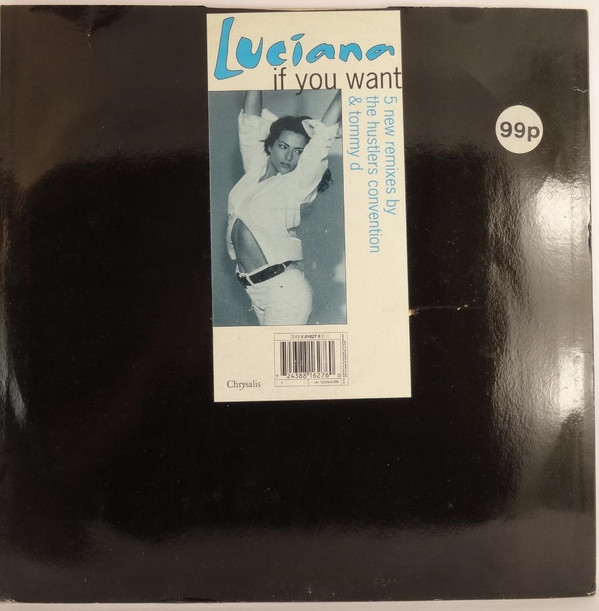 Luciana
if you want
5 new remixes by
the hustlers convention
& tommy d
99p
Chrysalis